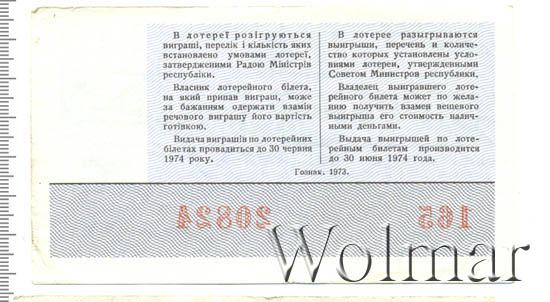 В лотереї розігруються
виграші, перелік і кількість яких
встановлено умовами лотереї,
затвердженими Радою Міністрів
республіки.
Власник лотерейного білета,
на який припав виграш, може
за бажанням одержати взамін
речового виграшу його вартість
готівкою.
Видача виграшів по лотерейних
білетах провадиться до 30 червня
1974 року.
В лотерее разыгрываются
выигрыши, перечень и количе-
ство которых установлены усло-
виями лотереи, утвержденными
Советом Министров республики.
Владелец выигравшего лоте-
рейного билета может по жела-
нию получить взамен вещевого
выигрыша его стоимость налич-
ными деньгами.
Выдача выигрышей по лоте-
рейным билетам производится
до 30 июня 1974 года.
Гознак. 1973.
20824
165
Wolmar